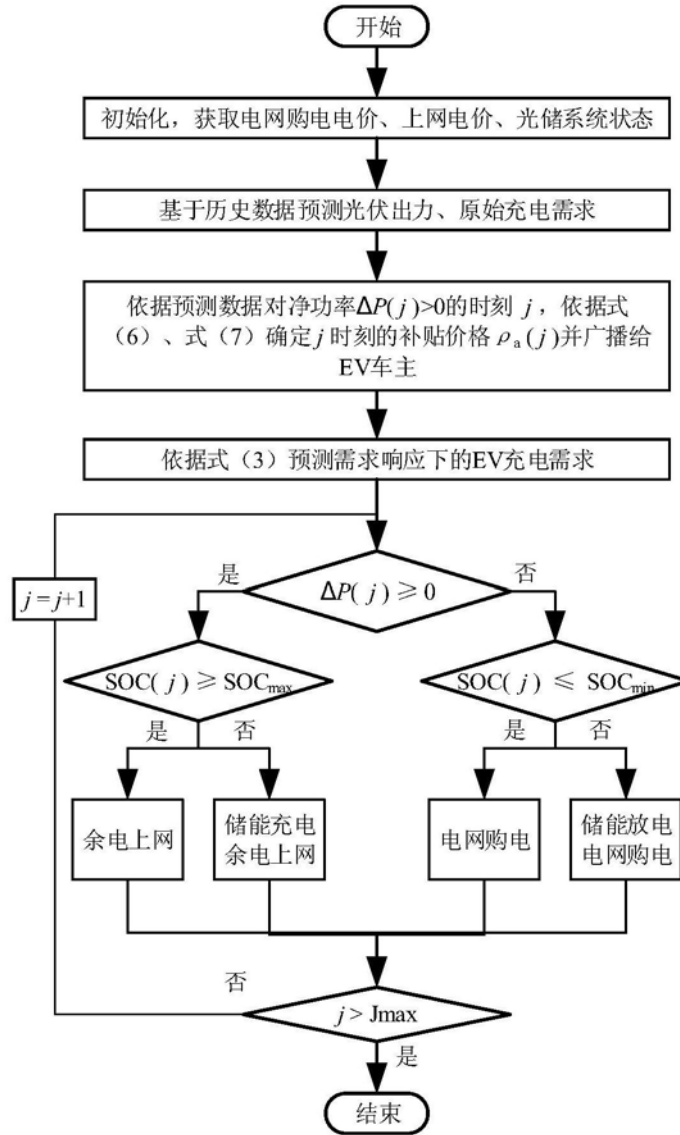 开始
初始化，获取电网购电电价、上网电价、光储系统状态
基于历史数据预测光伏出力、原始充电需求
依据预测数据对净功率ΔP(j)>0的时刻 j，依据式
（6）、式（7）确定 j 时刻的补贴价格 ρa(j)并广播给
EV车主
依据式（3）预测需求响应下的EV充电需求
j = j+1
是
ΔP(j) ≥ 0
否
SOC(j) ≥ SOCmax
SOC(j) ≤ SOCmin
是
否
是
否
余电上网
储能充电
余电上网
电网购电
储能放电
电网购电
否
j > Jmax
是
结束